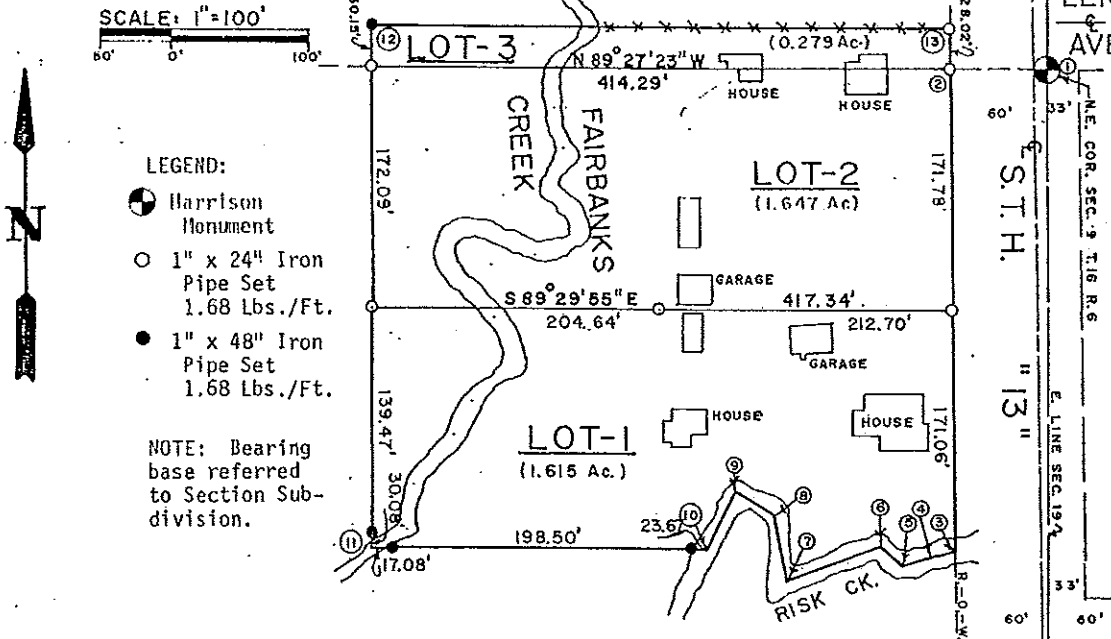 SCALE: 1"=100'
50' 0' 100'
LEGEND:
Harrison
Monument
1" x 24" Iron
Pipe Set
1.68 Lbs./Ft.
1" x 48" Iron
Pipe Set
1.68 Lbs./Ft.
NOTE: Bearing
base referred
to Section Sub-
division.
N
12
LOT-3
(0.279 Ac.)
13
N 89° 27' 23" W
414.29'
HOUSE
HOUSE
2
1
AVE
FAIRBANKS
CREEK
172.09'
LOT-2
(1.647 Ac)
171.78'
GARAGE
S 89° 29' 55" E
417.34'
204.64'
212.70'
GARAGE
139.47'
30.08'
LOT-1
(1.615 Ac.)
HOUSE
HOUSE
171.06'
9
8
10
23.67'
6
5
4
3
7
11
17.08'
198.50'
RISK CK.
R.-O.-W.
60'
33'
S.T.H.
"13"
N.E. COR. SEC. 9 T.16 R.6
E. LINE SEC. 19
33'
60'
60'